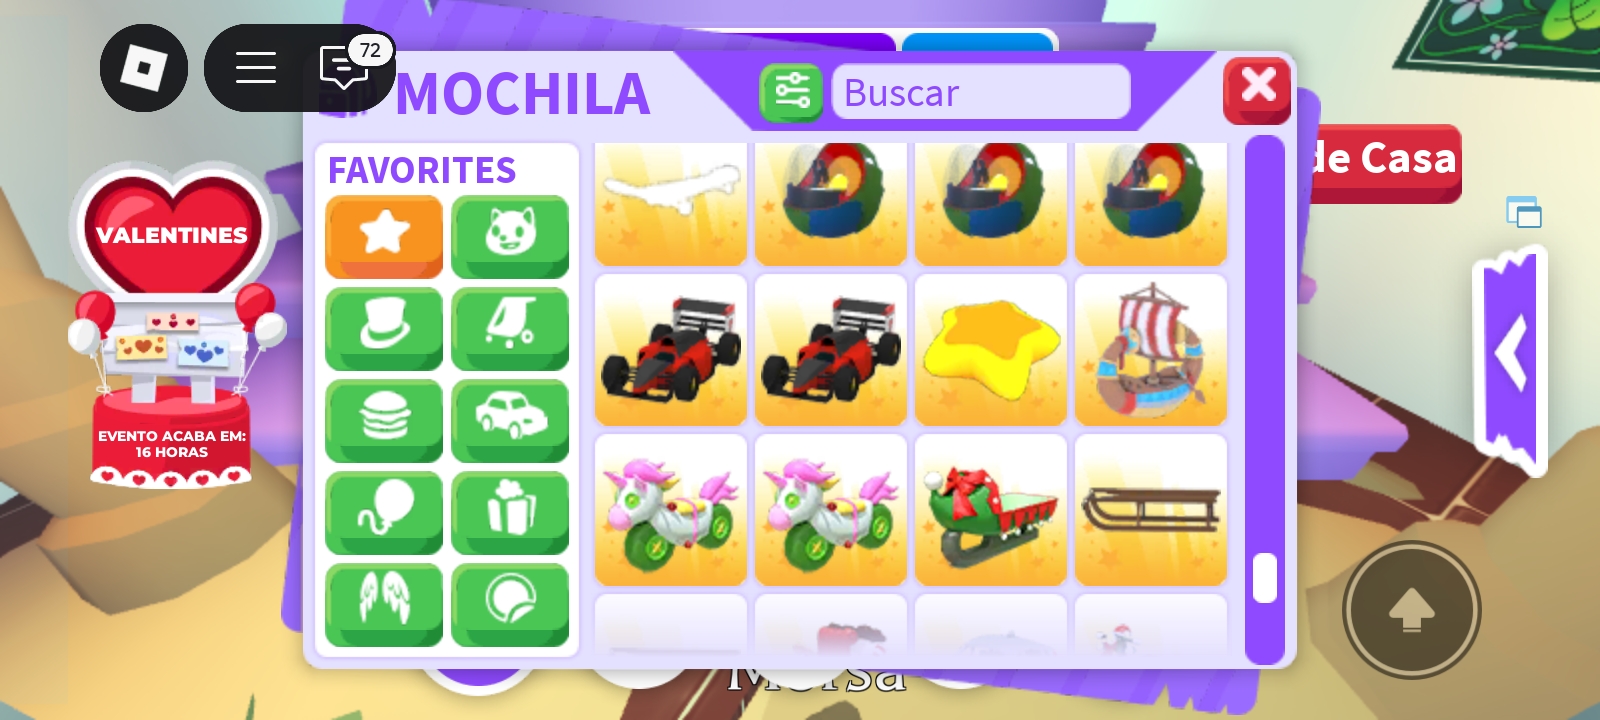 72
MOCHILA
Buscar
FAVORITES
de Casa
VALENTINES
EVENTO ACABA EM:
16 HORAS